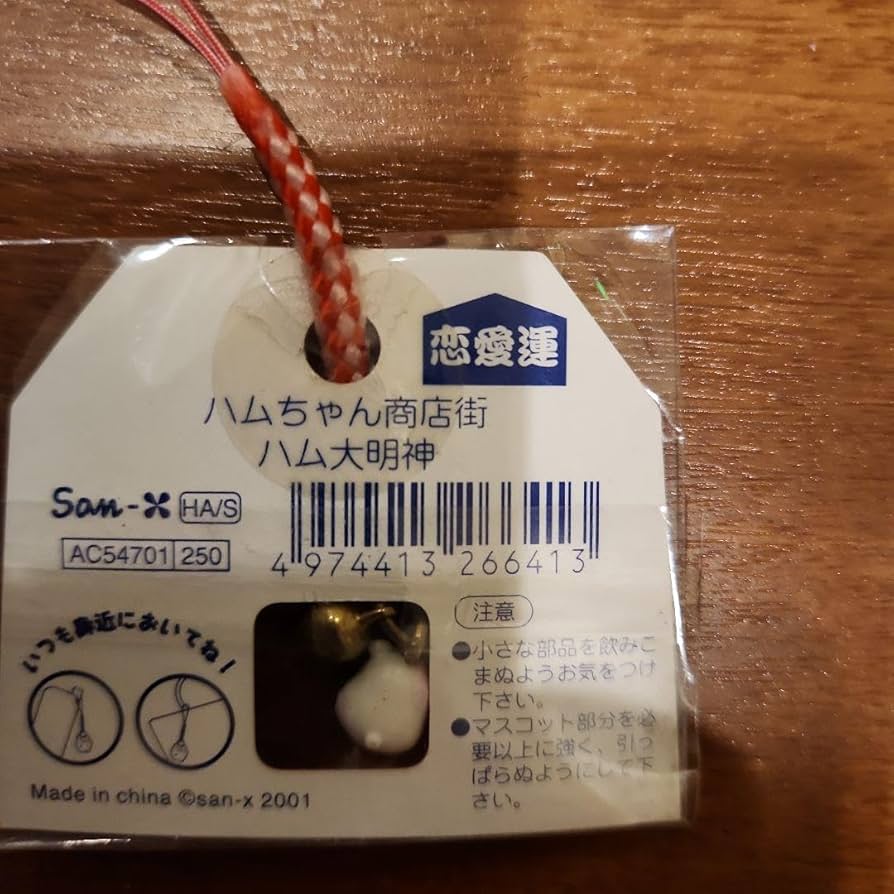 恋愛運
ハムちゃん商店街
ハム大明神
San-X HA/S
AC54701 250
4 974413 266413
いつも身近においてね!
注意
●小さな部品を飲みこ
まぬようお気をつけ
下さい。
●マスコット部分を必
要以上に強く、引っ
ぱらぬようにして下
さい。
Made in china ©san-x 2001